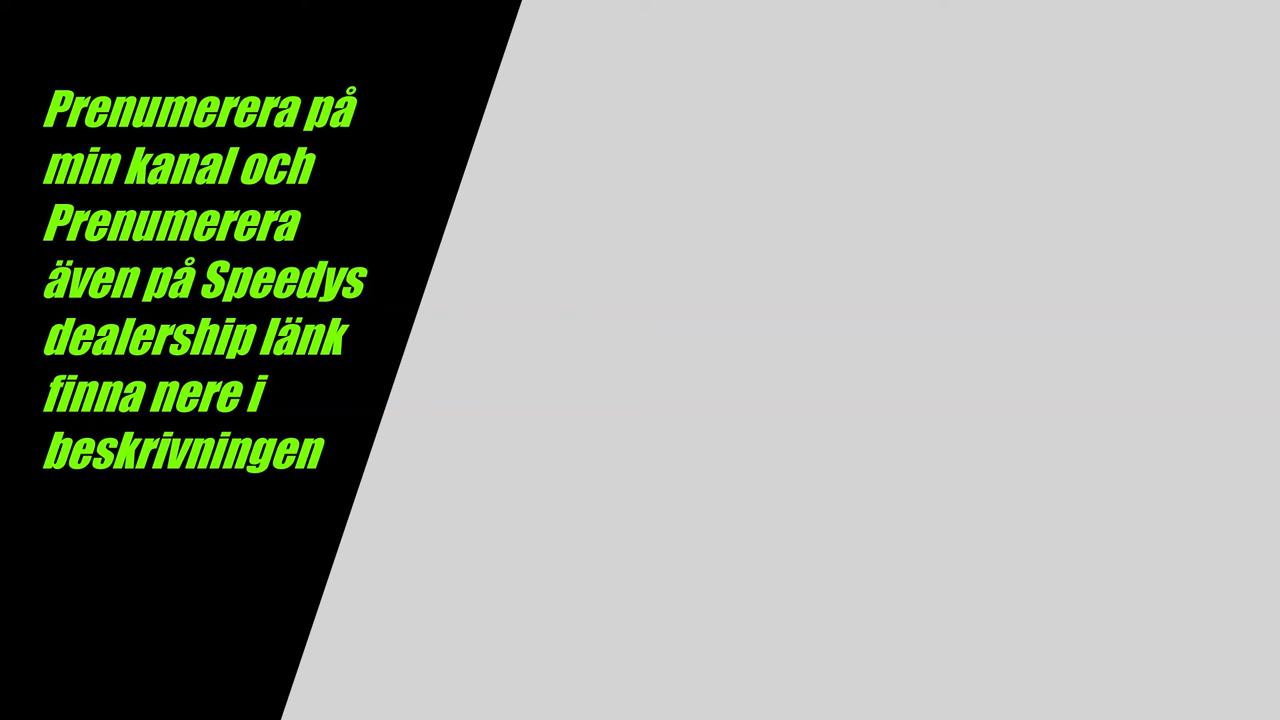 Prenumerera på
min kanal och
Prenumerera
även på Speedys
dealership länk
finna nere i
beskrivningen